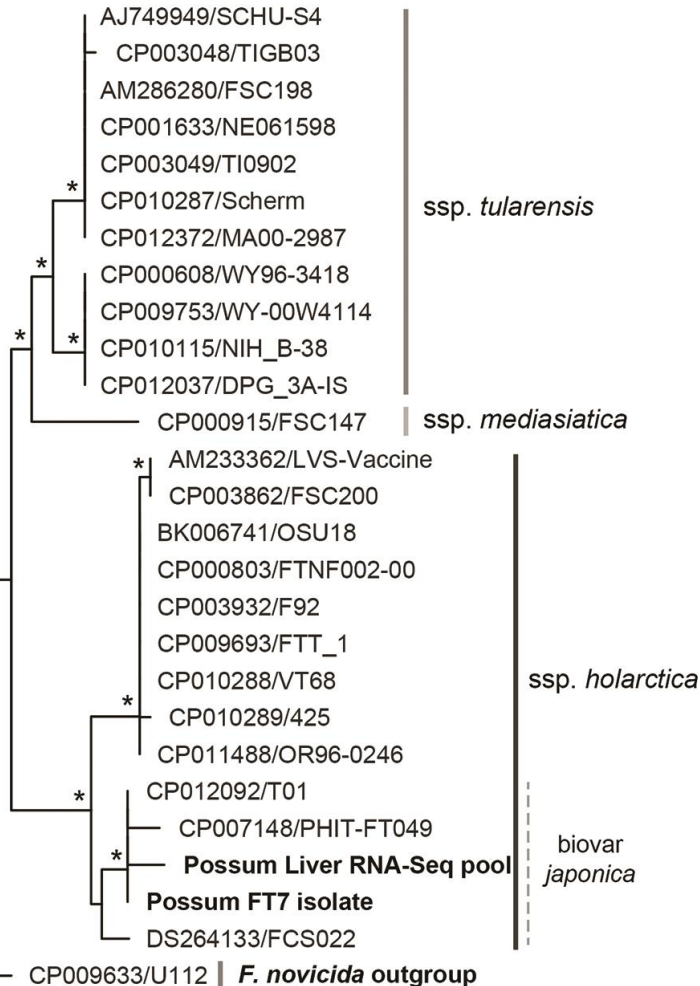 AJ749949/SCHU-S4
CP003048/TIGB03
AM286280/FSC198
CP001633/NE061598
CP003049/TI0902
CP010287/Scherm
CP012372/MA00-2987
ssp. tularensis
CP000608/WY96-3418
CP009753/WY-00W4114
CP010115/NIH_B-38
CP012037/DPG_3A-IS
CP000915/FSC147
ssp. mediasiatica
AM233362/LVS-Vaccine
CP003862/FSC200
BK006741/OSU18
CP000803/FTNF002-00
CP003932/F92
CP009693/FTT_1
CP010288/VT68
CP010289/425
CP011488/OR96-0246
ssp. holarctica
CP012092/T01
CP007148/PHIT-FT049
Possum Liver RNA-Seq pool
Possum FT7 isolate
DS264133/FCS022
biovar
japonica
CP009633/U112
F. novicida outgroup